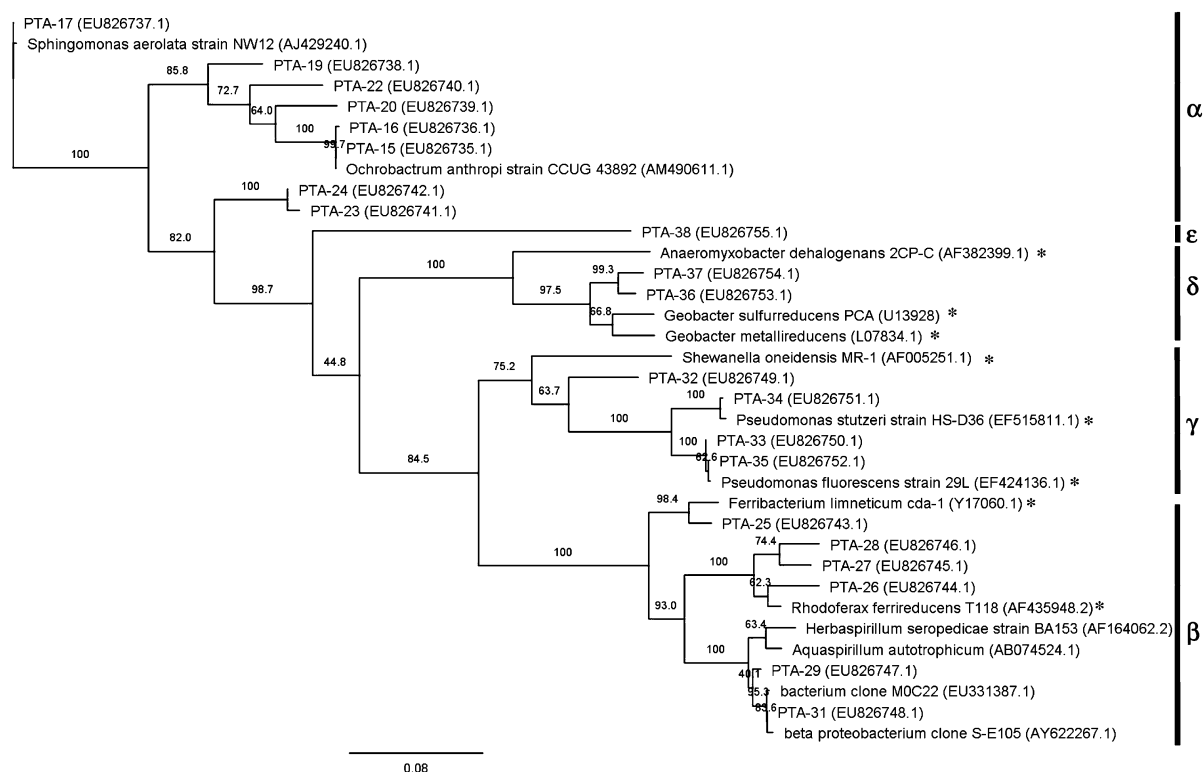 PTA-17 (EU826737.1)
Sphingomonas aerolata strain NW12 (AJ429240.1)
85.8
PTA-19 (EU826738.1)
72.7
PTA-22 (EU826740.1)
64.0
PTA-20 (EU826739.1)
α
100
PTA-16 (EU826736.1)
99.7
PTA-15 (EU826735.1)
100
Ochrobactrum anthropi strain CCUG 43892 (AM490611.1)
100
PTA-24 (EU826742.1)
PTA-23 (EU826741.1)
82.0
PTA-38 (EU826755.1)
ε
Anaeromyxobacter dehalogenans 2CP-C (AF382399.1) *
100
99.3
PTA-37 (EU826754.1)
98.7
97.5
PTA-36 (EU826753.1)
δ
66.8
Geobacter sulfurreducens PCA (U13928) *
Geobacter metallireducens (L07834.1) *
44.8
75.2
Shewanella oneidensis MR-1 (AF005251.1) *
63.7
PTA-32 (EU826749.1)
100
PTA-34 (EU826751.1)
100
Pseudomonas stutzeri strain HS-D36 (EF515811.1) *
γ
100
PTA-33 (EU826750.1)
84.5
82.6
PTA-35 (EU826752.1)
Pseudomonas fluorescens strain 29L (EF424136.1) *
98.4
Ferribacterium limneticum cda-1 (Y17060.1) *
PTA-25 (EU826743.1)
74.4
PTA-28 (EU826746.1)
100
100
PTA-27 (EU826745.1)
62.3
PTA-26 (EU826744.1)
93.0
Rhodoferax ferrireducens T118 (AF435948.2) *
63.4
Herbaspirillum seropedicae strain BA153 (AF164062.2)
β
100
Aquaspirillum autotrophicum (AB074524.1)
40.1
PTA-29 (EU826747.1)
95.3
bacterium clone M0C22 (EU331387.1)
83.6
PTA-31 (EU826748.1)
beta proteobacterium clone S-E105 (AY622267.1)
0.08